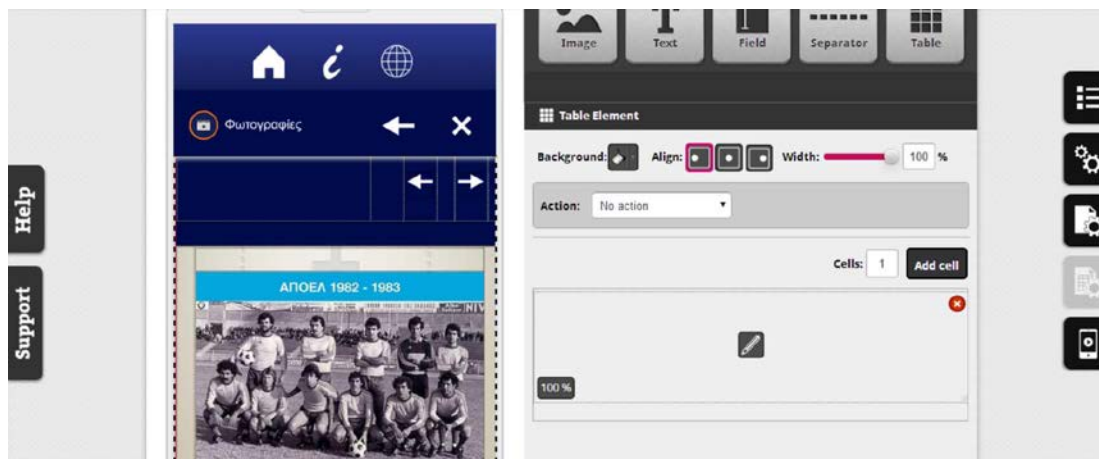 Help
Support
Φωτογραφίες
ΑΠΟΕΛ 1982 - 1983
Image
Text
Field
Separator
Table
Table Element
Background:
Align:
Width:
100 %
Action:
No action
Cells:
1
Add cell
100 %